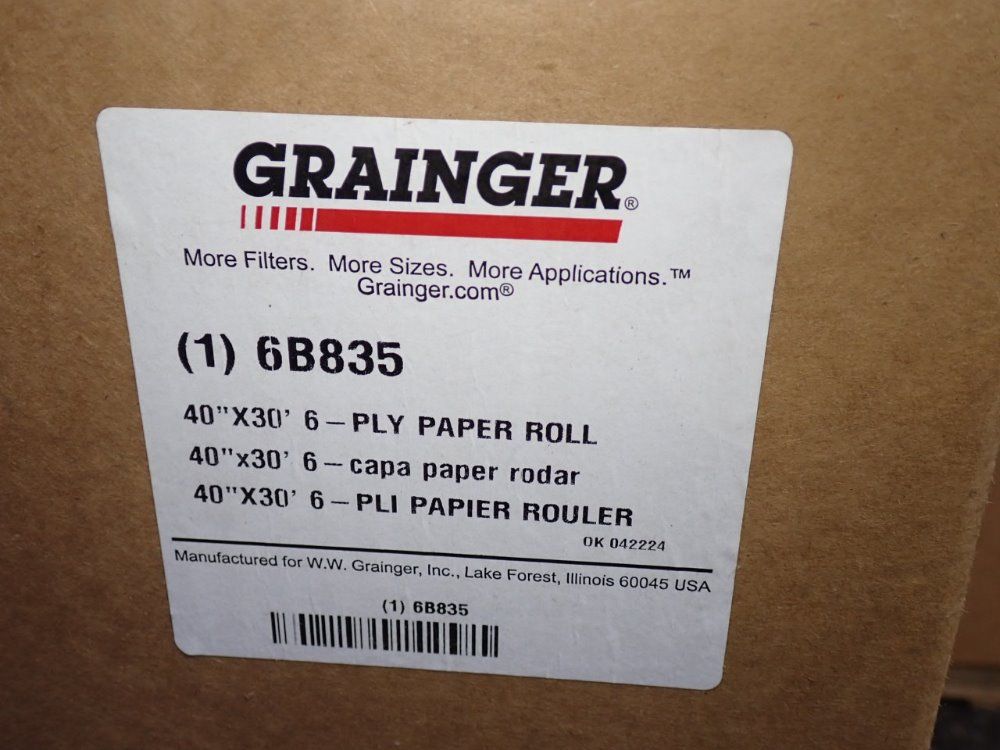 GRAINGER®
More Filters. More Sizes. More Applications.™
Grainger.com®
(1) 6B835
40"X30' 6-PLY PAPER ROLL
40"x30' 6-capa paper rodar
40"X30' 6-PLI PAPIER ROULER
OK 042224
Manufactured for W.W. Grainger, Inc., Lake Forest, Illinois 60045 USA
(1) 6B835